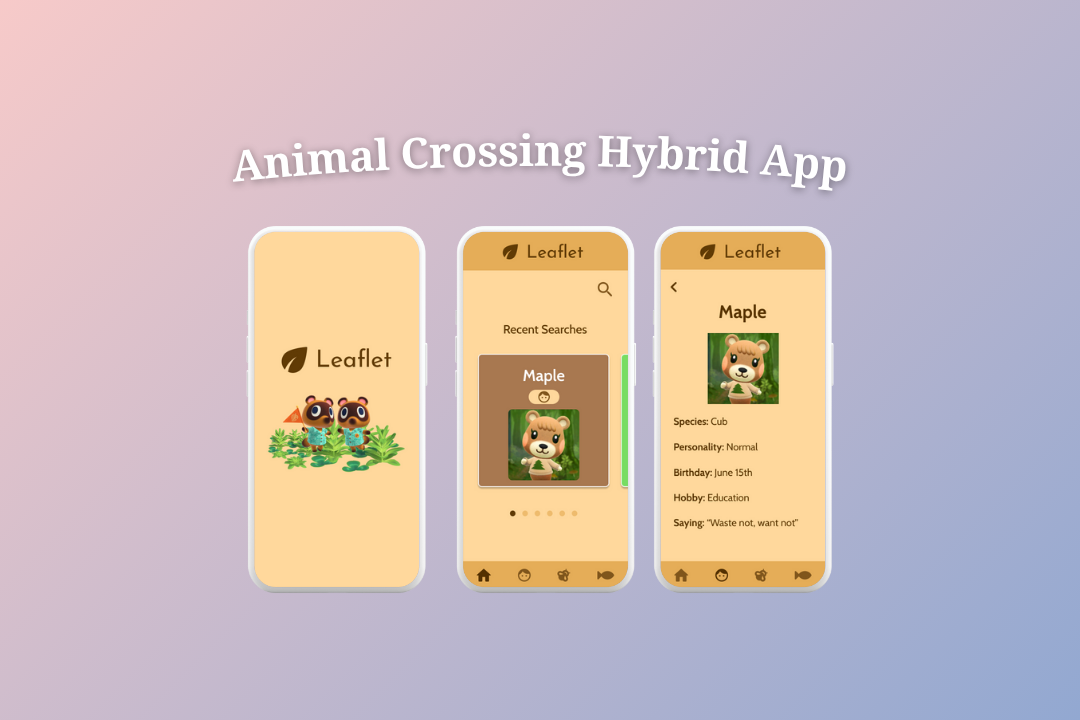 Animal Crossing Hybrid App
Leaflet
Leaflet
Recent Searches
Maple
Leaflet
Maple
Species: Cub
Personality: Normal
Birthday: June 15th
Hobby: Education
Saying: "Waste not, want not"